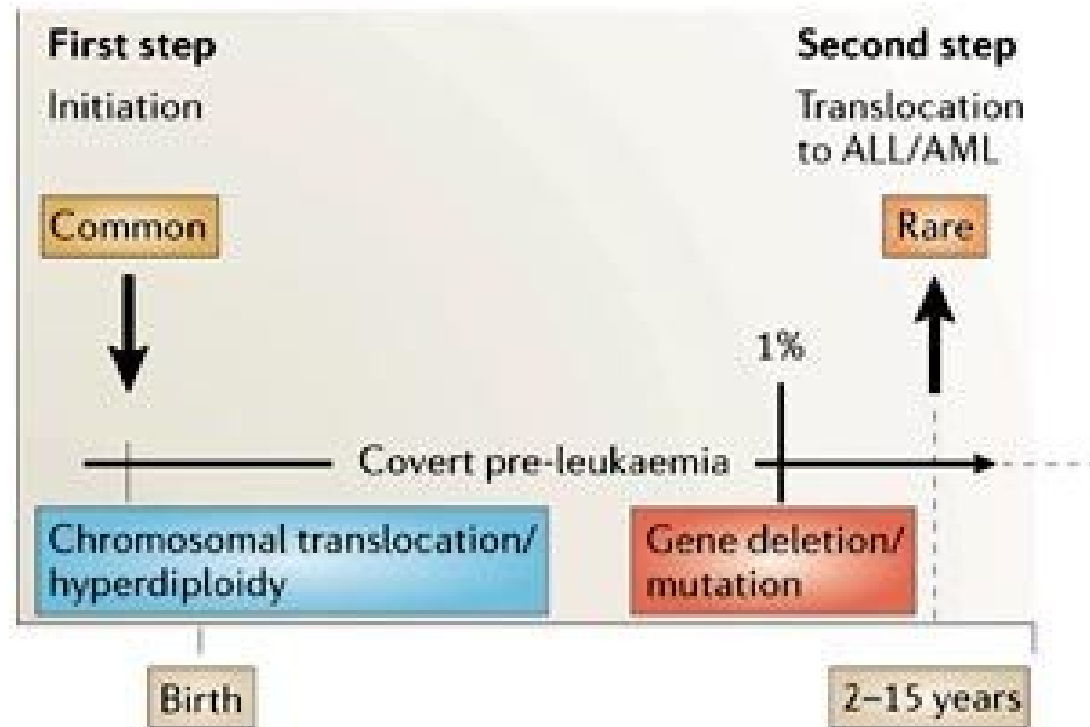 First step
Initiation
Common
Second step
Translocation
to ALL/AML
Rare
1%
Covert pre-leukaemia
Chromosomal translocation/
hyperdiploidy
Gene deletion/
mutation
Birth
2–15 years